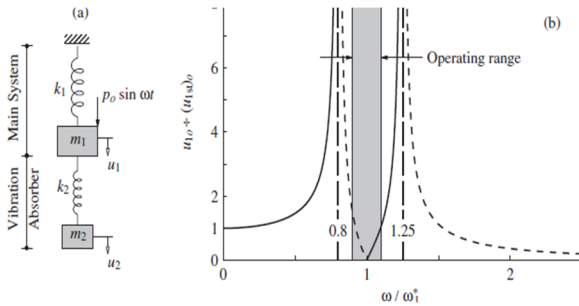 (a)
Main System
k₁
pₒ sin ωt
m₁
u₁
Vibration
Absorber
k₂
m₂
u₂
(b)
u₁ₒ ÷ (u₁st)ₒ
6
4
2
1
0
Operating range
0.8
1.25
0
1
2
ω / ω₁*